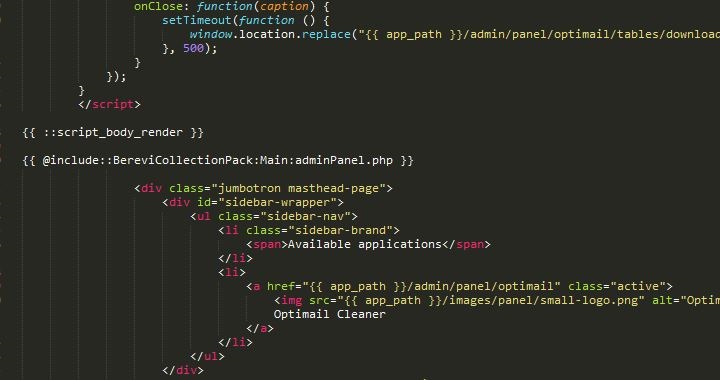 onClose: function(caption) {
setTimeout(function () {
window.location.replace("{{ app_path }}/admin/panel/optimail/tables/download
}, 500);
}
});
}
</script>
{{ ::script_body_render }}
{{ @include::BereviCollectionPack:Main:adminPanel.php }}
<div class="jumbotron masthead-page">
<div id="sidebar-wrapper">
<ul class="sidebar-nav">
<li class="sidebar-brand">
<span>Available applications</span>
</li>
<li>
<a href="{{ app_path }}/admin/panel/optimail" class="active">
<img src="{{ app_path }}/images/panel/small-logo.png" alt="Optim
Optimail Cleaner
</a>
</li>
</ul>
</div>